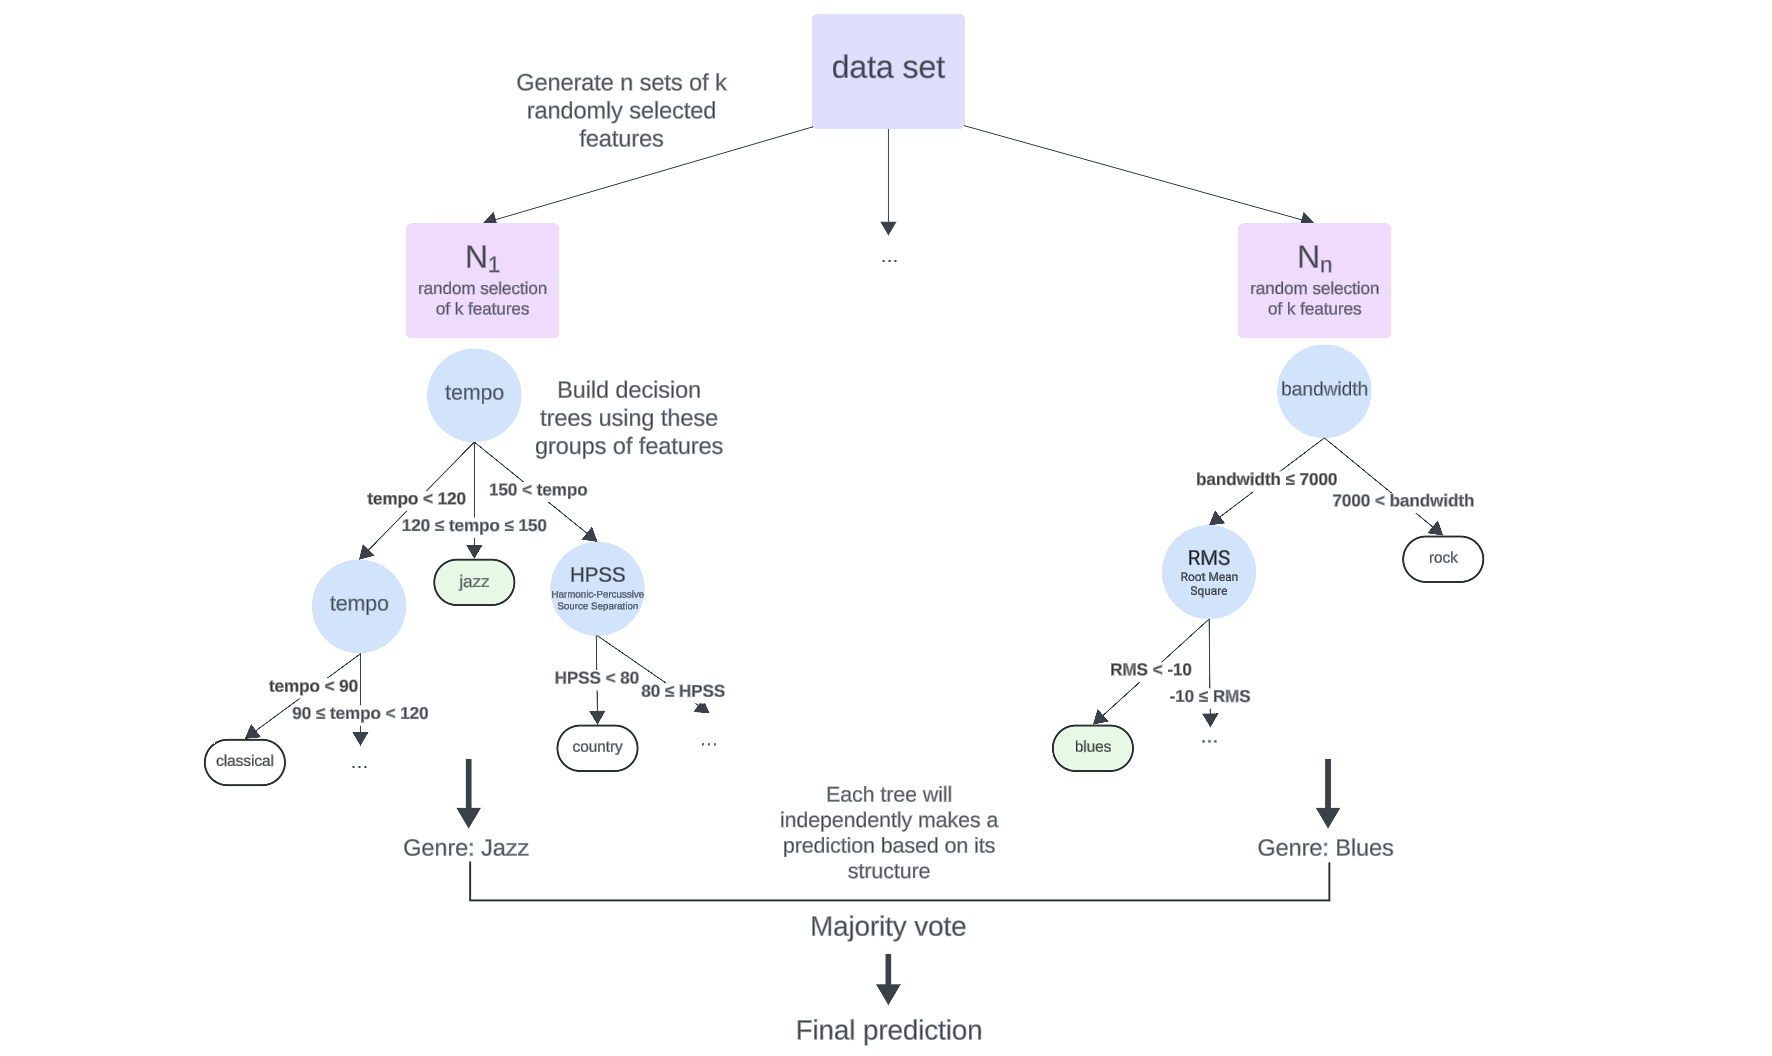 data set
Generate n sets of k
randomly selected
features
N1
random selection
of k features
...
Nn
random selection
of k features
tempo
Build decision
trees using these
groups of features
bandwidth
tempo < 120
120 ≤ tempo ≤ 150
150 < tempo
bandwidth ≤ 7000
7000 < bandwidth
tempo
jazz
HPSS
Harmonic-Percussive
Source Separation
RMS
Root Mean
Square
rock
tempo < 90
90 ≤ tempo < 120
HPSS < 80
80 ≤ HPSS
RMS < -10
-10 ≤ RMS
classical
...
country
...
blues
...
Each tree will
independently makes a
prediction based on its
structure
Genre: Jazz
Genre: Blues
Majority vote
Final prediction